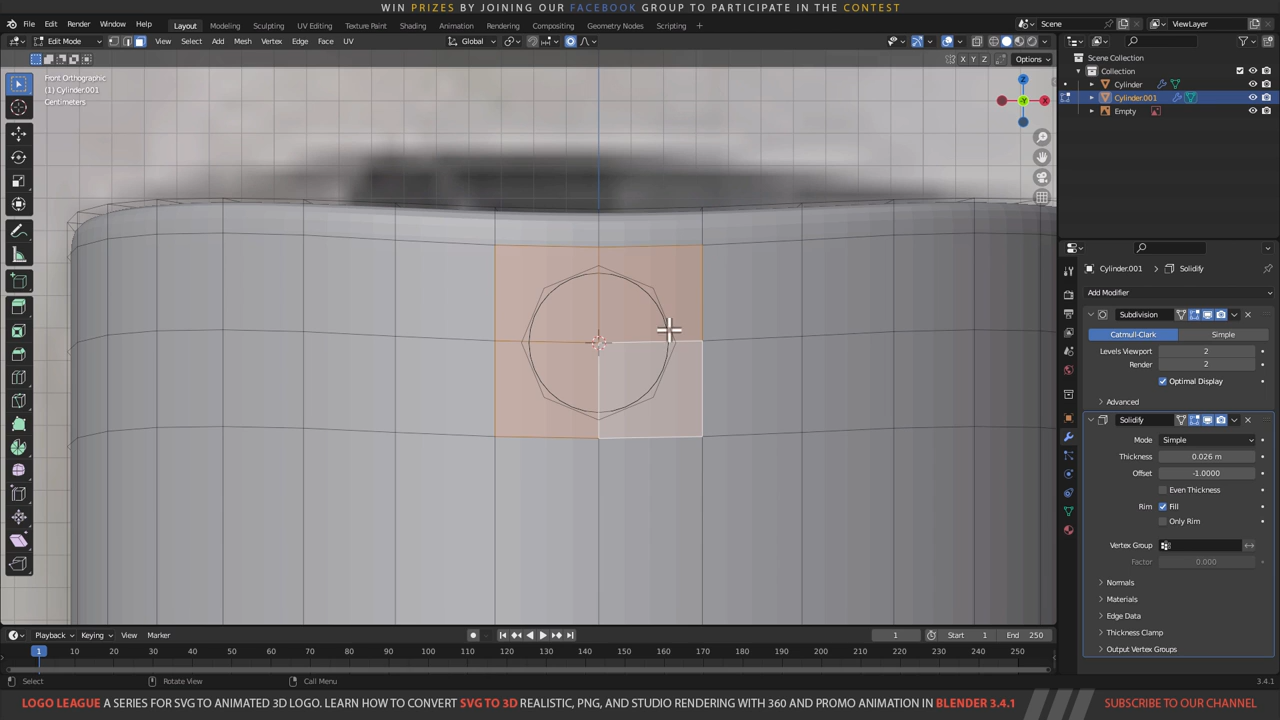 WIN PRIZES BY JOINING OUR FACEBOOK GROUP TO PARTICIPATE IN THE CONTEST
File Edit Render Window Help Layout Modeling Sculpting UV Editing Texture Paint Shading Animation Rendering Compositing Geometry Nodes Scripting + Scene ViewLayer
Edit Mode View Select Add Mesh Vertex Edge Face UV Global
X Y Z Options
Front Orthographic
(1) Cylinder.001
Centimeters
Z
Y X
Scene Collection
Collection
Cylinder
Cylinder.001
Empty
Cylinder.001 > Solidify
Add Modifier
Subdivision
Catmull-Clark Simple
Levels Viewport 2
Render 2
Optimal Display
Advanced
Solidify
Mode Simple
Thickness 0.026 m
Offset -1.0000
Even Thickness
Rim Fill
Only Rim
Vertex Group
Factor 0.000
Normals
Materials
Edge Data
Thickness Clamp
Output Vertex Groups
Playback Keying View Marker 1 Start 1 End 250
1 10 20 30 40 50 60 70 80 90 100 110 120 130 140 150 160 170 180 190 200 210 220 230 240 250
Select Rotate View Call Menu 3.4.1
LOGO LEAGUE A SERIES FOR SVG TO ANIMATED 3D LOGO. LEARN HOW TO CONVERT SVG TO 3D REALISTIC, PNG, AND STUDIO RENDERING WITH 360 AND PROMO ANIMATION IN BLENDER 3.4.1 SUBSCRIBE TO OUR CHANNEL